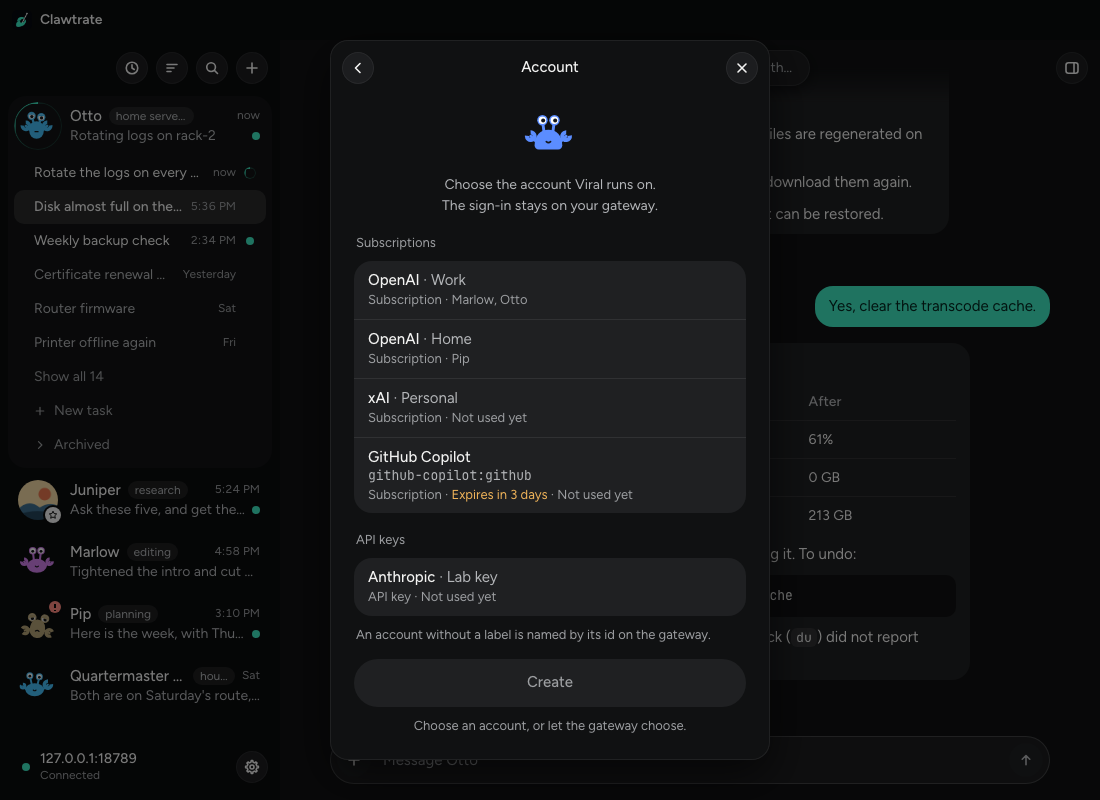 Clawtrate
Otto home serve… now
Rotating logs on rack-2
Rotate the logs on every … now
Disk almost full on the… 5:36 PM
Weekly backup check 2:34 PM
Certificate renewal … Yesterday
Router firmware Sat
Printer offline again Fri
Show all 14
+ New task
Archived
Juniper research 5:24 PM
Ask these five, and get the…
Marlow editing 4:58 PM
Tightened the intro and cut …
Pip planning 3:10 PM
Here is the week, with Thu…
Quartermaster … hou… Sat
Both are on Saturday's route,…
127.0.0.1:18789
Connected
Account
Choose the account Viral runs on.
The sign-in stays on your gateway.
Subscriptions
OpenAI · Work
Subscription · Marlow, Otto
OpenAI · Home
Subscription · Pip
xAI · Personal
Subscription · Not used yet
GitHub Copilot
github-copilot:github
Subscription · Expires in 3 days · Not used yet
API keys
Anthropic · Lab key
API key · Not used yet
An account without a label is named by its id on the gateway.
Create
Choose an account, or let the gateway choose.
th…
iles are regenerated on
download them again.
can be restored.
Yes, clear the transcode cache.
After
61%
0 GB
213 GB
g it. To undo:
che
ck ( du ) did not report
Message Otto